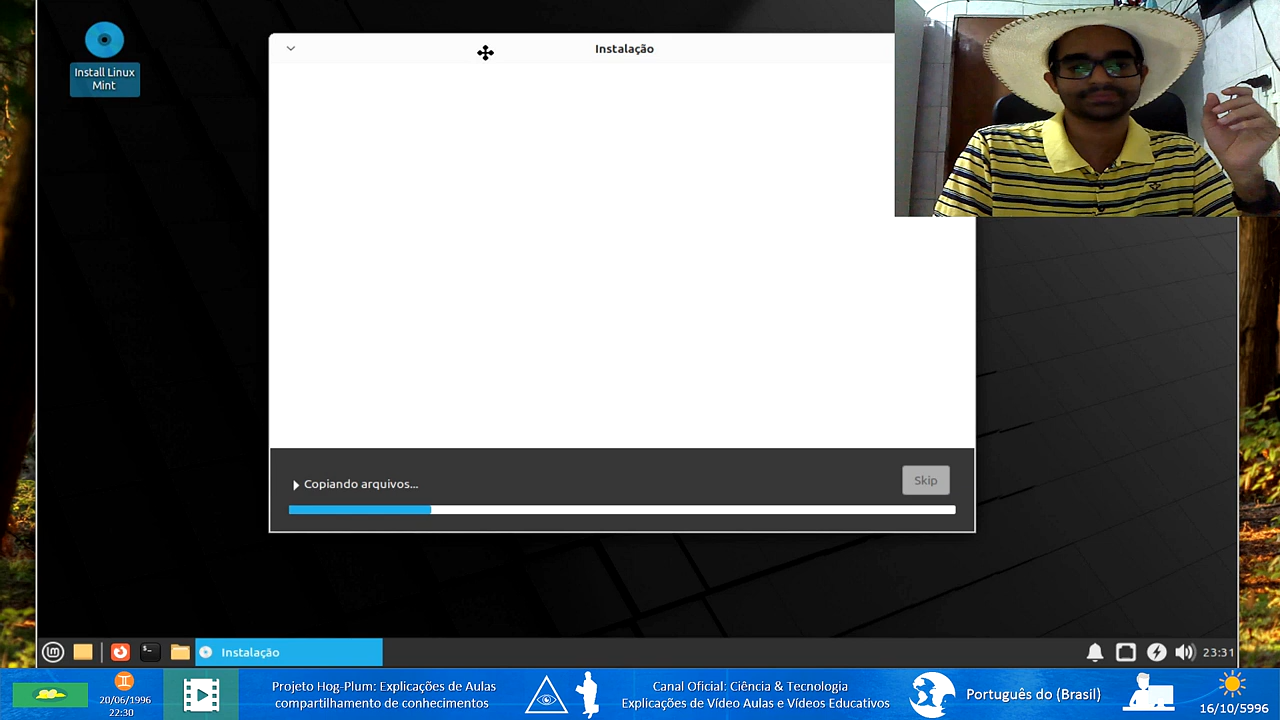 Install Linux
Mint
Instalação
Copiando arquivos...
Skip
Instalação
23:31
20/06/1996
22:30
Projeto Hog-Plum: Explicações de Aulas
compartilhamento de conhecimentos
Canal Oficial: Ciência & Tecnologia
Explicações de Vídeo Aulas e Vídeos Educativos
Português do (Brasil)
16/10/5996